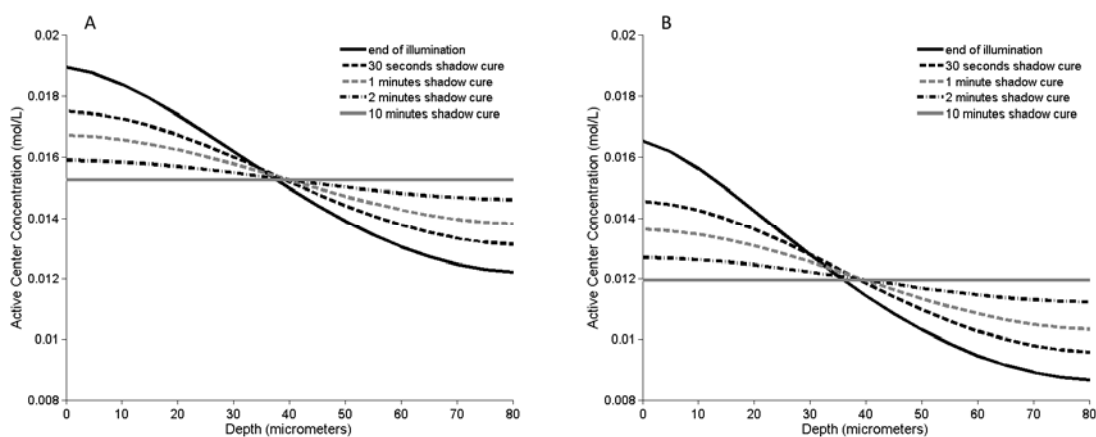 A
0.02
0.018
0.016
0.014
0.012
0.01
0.008
Active Center Concentration (mol/L)
end of illumination
30 seconds shadow cure
1 minutes shadow cure
2 minutes shadow cure
10 minutes shadow cure
0 10 20 30 40 50 60 70 80
Depth (micrometers)
B
0.02
0.018
0.016
0.014
0.012
0.01
0.008
Active Center Concentration (mol/L)
end of illumination
30 seconds shadow cure
1 minute shadow cure
2 minutes shadow cure
10 minutes shadow cure
0 10 20 30 40 50 60 70 80
Depth (micrometers)